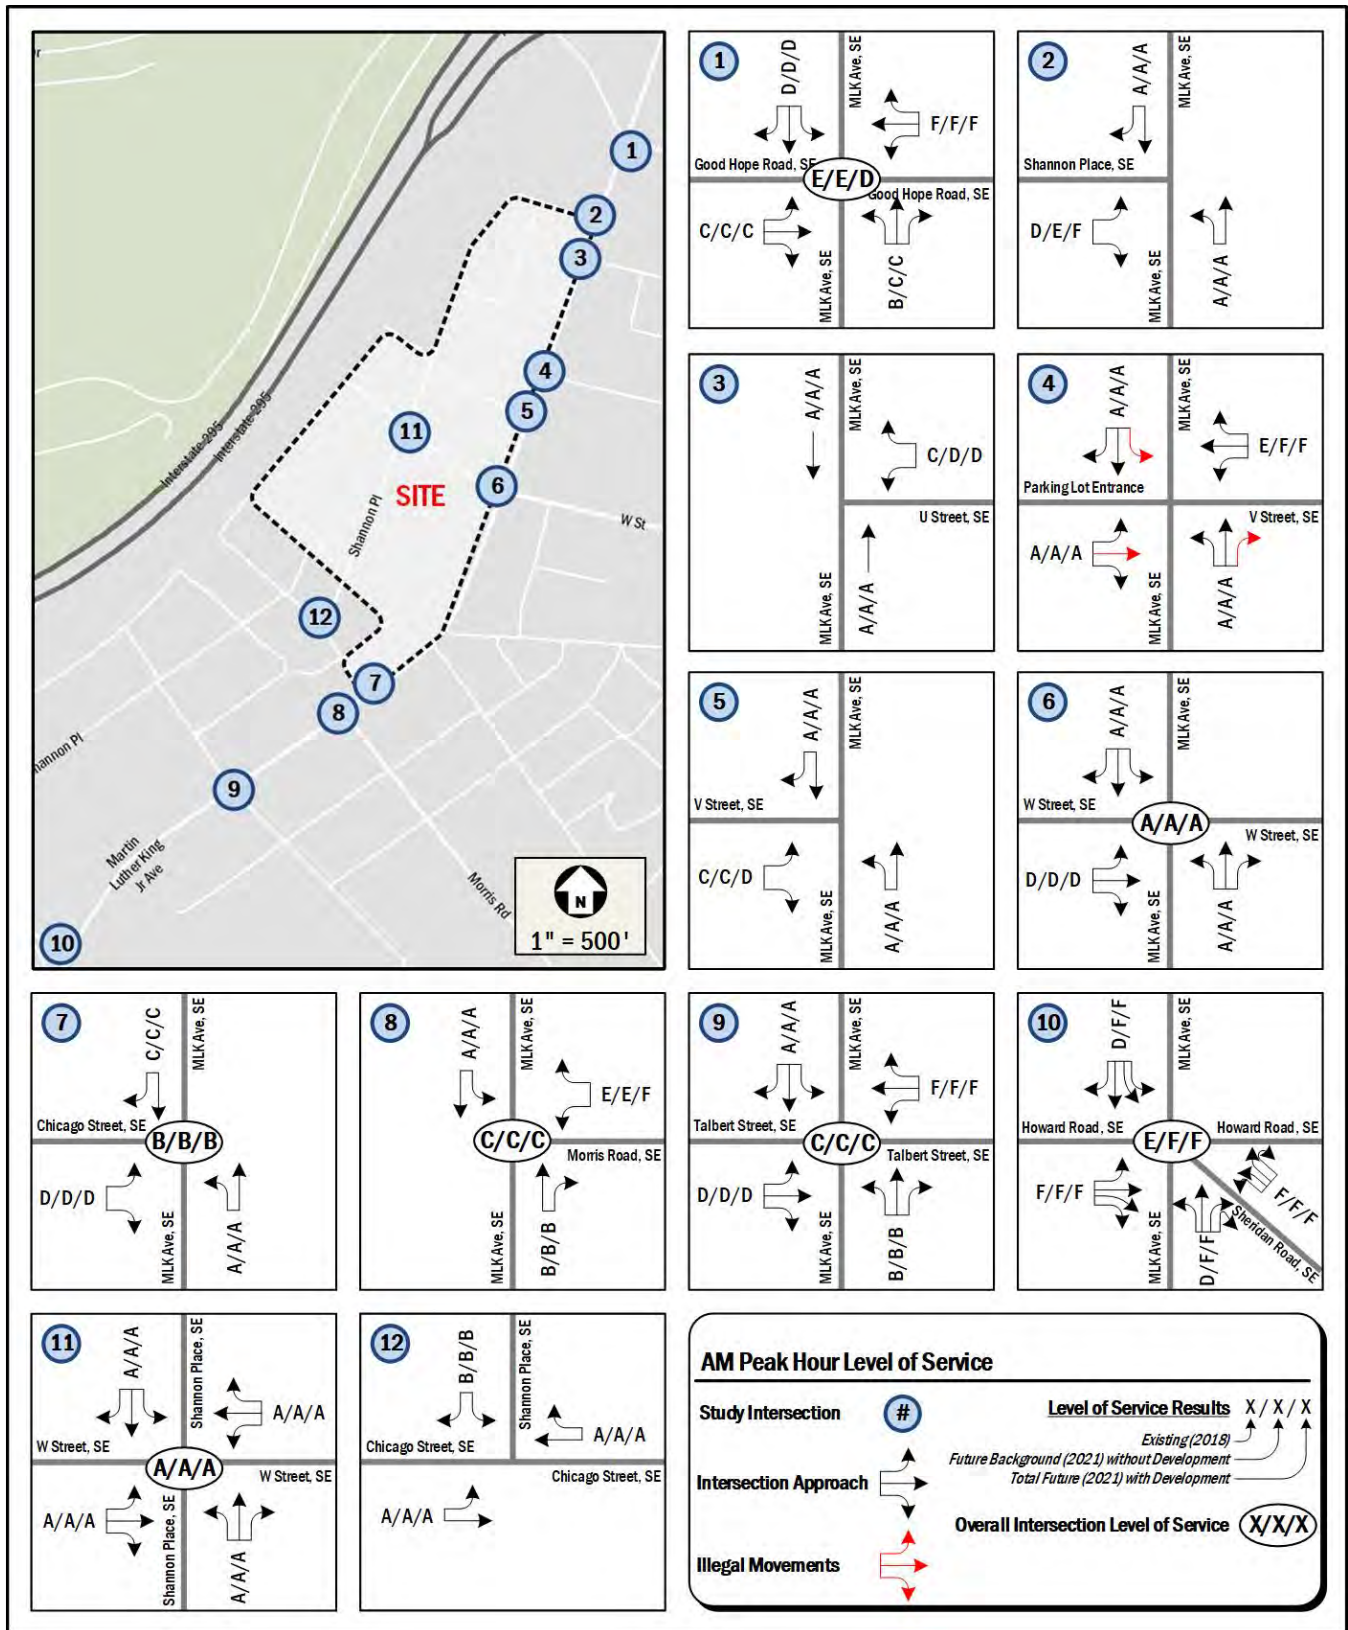 1
2
3
4
5
11
6
SITE
Interstate 295
Interstate 295
Shannon Pl
W St
12
7
8
9
10
Martin
Luther King
Jr Ave
Morris Rd
N
1" = 500'
1
D/D/D
MLK Ave, SE
F/F/F
Good Hope Road, SE
E/E/D
Good Hope Road, SE
C/C/C
MLK Ave, SE
B/C/C
2
A/A/A
MLK Ave, SE
Shannon Place, SE
D/E/F
MLK Ave, SE
A/A/A
3
A/A/A
MLK Ave, SE
C/D/D
U Street, SE
MLK Ave, SE
A/A/A
4
A/A/A
MLK Ave, SE
E/F/F
Parking Lot Entrance
V Street, SE
A/A/A
MLK Ave, SE
A/A/A
5
A/A/A
MLK Ave, SE
V Street, SE
C/C/D
MLK Ave, SE
A/A/A
6
A/A/A
MLK Ave, SE
W Street, SE
A/A/A
W Street, SE
D/D/D
MLK Ave, SE
A/A/A
7
C/C/C
MLK Ave, SE
Chicago Street, SE
B/B/B
D/D/D
MLK Ave, SE
A/A/A
8
A/A/A
MLK Ave, SE
E/E/F
C/C/C
Morris Road, SE
MLK Ave, SE
B/B/B
9
A/A/A
MLK Ave, SE
F/F/F
Talbert Street, SE
C/C/C
Talbert Street, SE
D/D/D
MLK Ave, SE
B/B/B
10
D/F/F
MLK Ave, SE
Howard Road, SE
E/F/F
Howard Road, SE
F/F/F
MLK Ave, SE
D/F/F
F/F/F
Sheridan Road, SE
11
A/A/A
Shannon Place, SE
A/A/A
W Street, SE
A/A/A
W Street, SE
A/A/A
Shannon Place, SE
A/A/A
12
B/B/B
Shannon Place, SE
A/A/A
Chicago Street, SE
Chicago Street, SE
A/A/A
AM Peak Hour Level of Service
Study Intersection #
Level of Service Results X / X / X
Existing (2018)
Future Background (2021) without Development
Total Future (2021) with Development
Intersection Approach
Overall Intersection Level of Service X/X/X
Illegal Movements